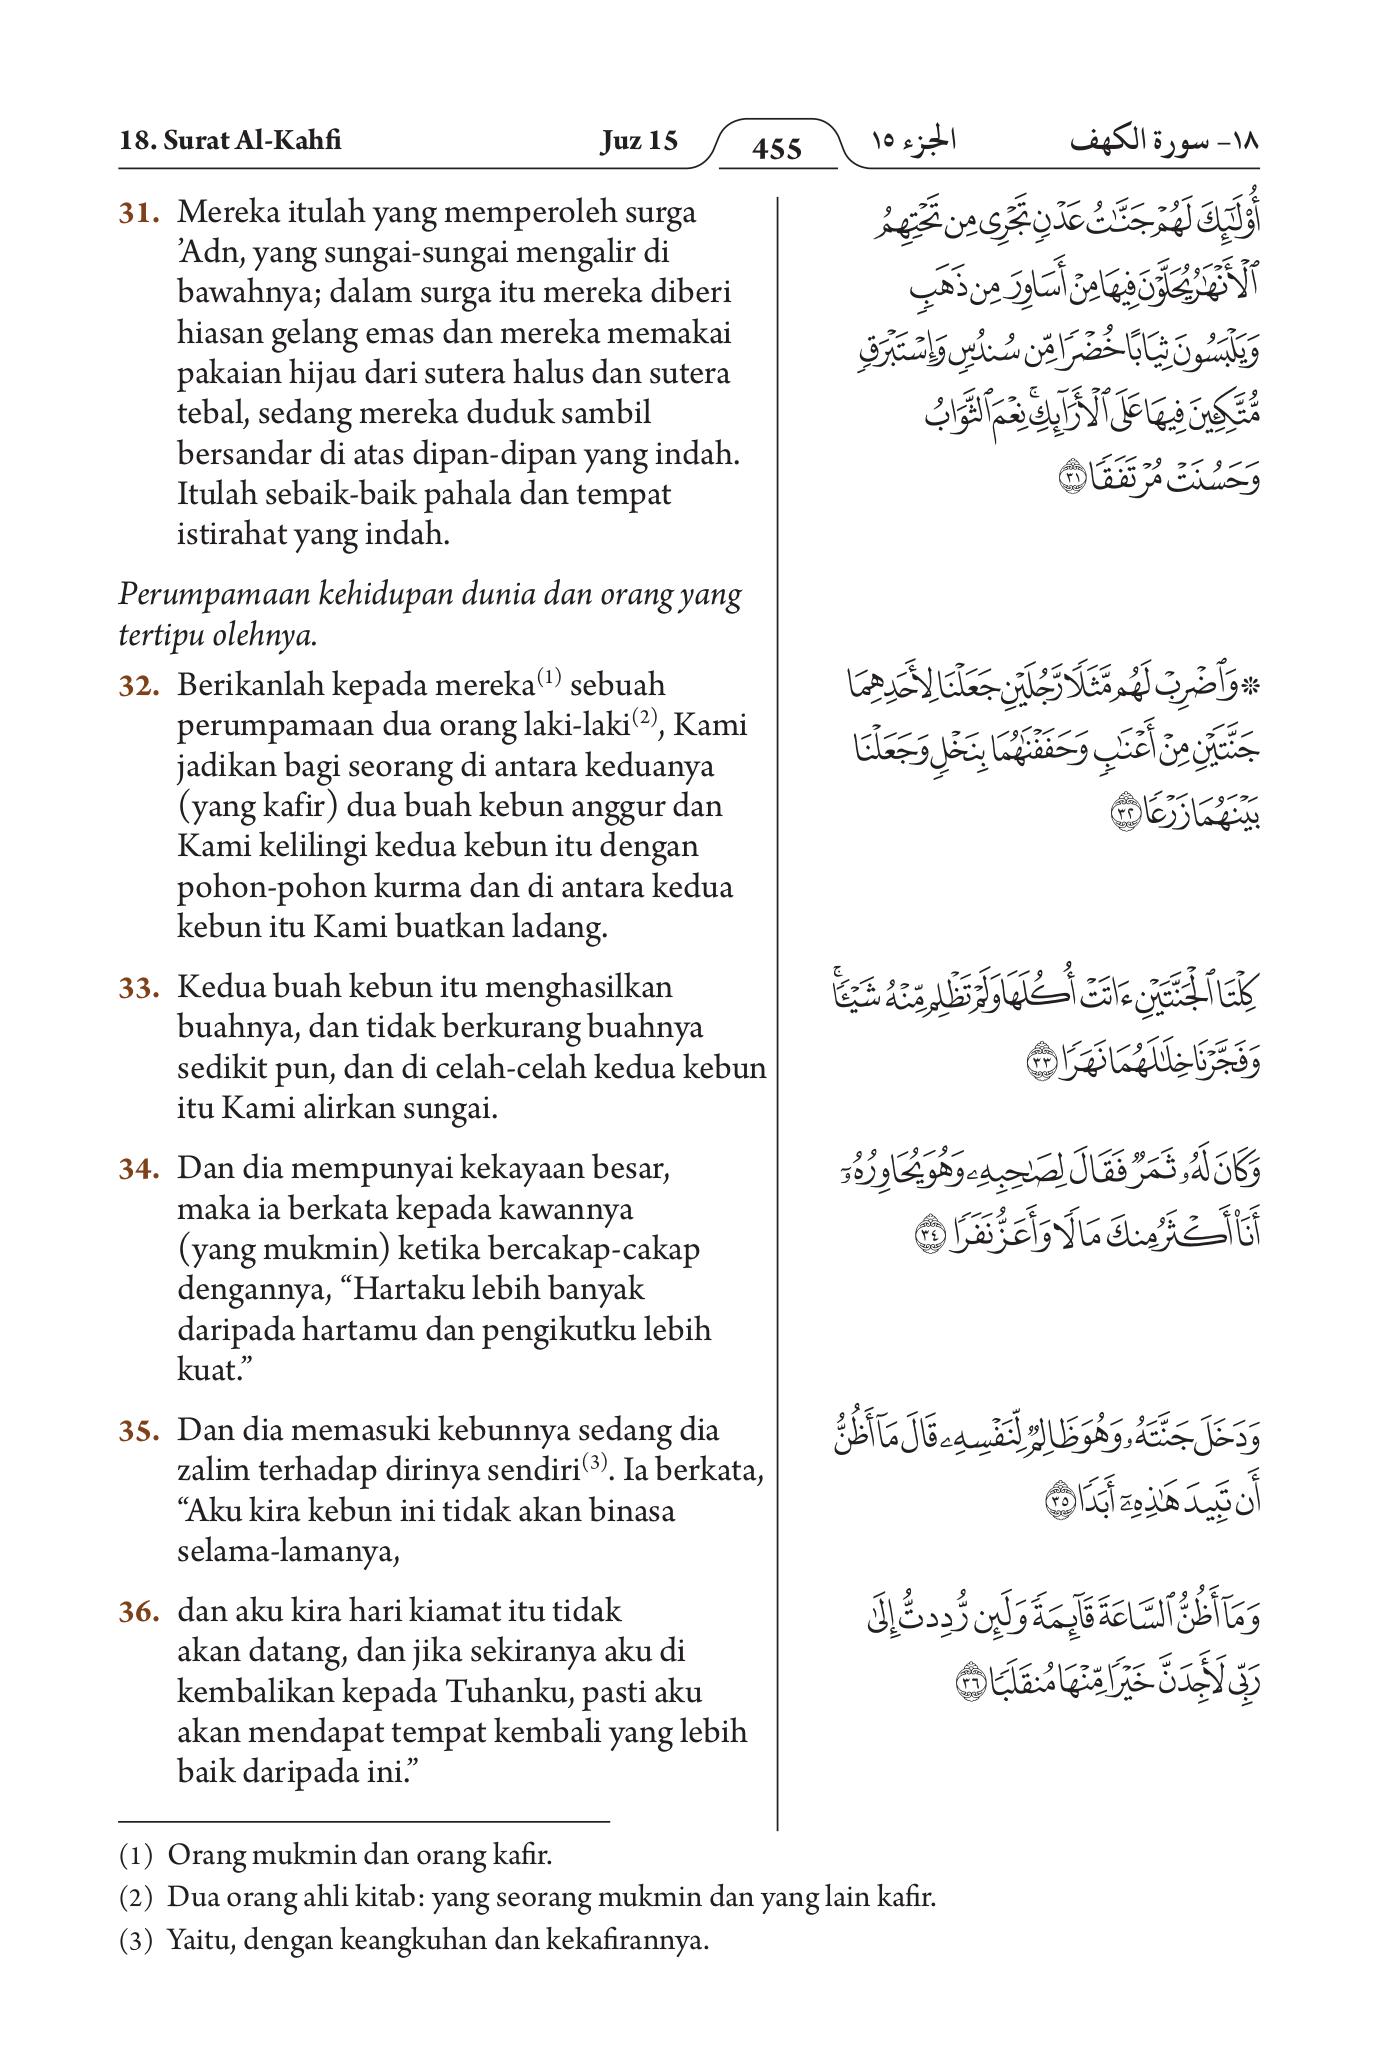 18. Surat Al-Kahfi
Juz 15
455
الجزء ١٥
١٨- سورة الكهف
31. Mereka itulah yang memperoleh surga
’Adn, yang sungai-sungai mengalir di
bawahnya; dalam surga itu mereka diberi
hiasan gelang emas dan mereka memakai
pakaian hijau dari sutera halus dan sutera
tebal, sedang mereka duduk sambil
bersandar di atas dipan-dipan yang indah.
Itulah sebaik-baik pahala dan tempat
istirahat yang indah.
Perumpamaan kehidupan dunia dan orang yang
tertipu olehnya.
32. Berikanlah kepada mereka(1) sebuah
perumpamaan dua orang laki-laki(2), Kami
jadikan bagi seorang di antara keduanya
(yang kafir) dua buah kebun anggur dan
Kami kelilingi kedua kebun itu dengan
pohon-pohon kurma dan di antara kedua
kebun itu Kami buatkan ladang.
33. Kedua buah kebun itu menghasilkan
buahnya, dan tidak berkurang buahnya
sedikit pun, dan di celah-celah kedua kebun
itu Kami alirkan sungai.
34. Dan dia mempunyai kekayaan besar,
maka ia berkata kepada kawannya
(yang mukmin) ketika bercakap-cakap
dengannya, “Hartaku lebih banyak
daripada hartamu dan pengikutku lebih
kuat.”
35. Dan dia memasuki kebunnya sedang dia
zalim terhadap dirinya sendiri(3). Ia berkata,
“Aku kira kebun ini tidak akan binasa
selama-lamanya,
36. dan aku kira hari kiamat itu tidak
akan datang, dan jika sekiranya aku di
kembalikan kepada Tuhanku, pasti aku
akan mendapat tempat kembali yang lebih
baik daripada ini.”
أُوْلَٰٓئِكَ لَهُمۡ جَنَّٰتُ عَدۡنٖ تَجۡرِي مِن تَحۡتِهِمُ
ٱلۡأَنۡهَٰرُ يُحَلَّوۡنَ فِيهَا مِنۡ أَسَاوِرَ مِن ذَهَبٖ
وَيَلۡبَسُونَ ثِيَابًا خُضۡرٗا مِّن سُندُسٖ وَإِسۡتَبۡرَقٖ
مُّتَّكِـِٔينَ فِيهَا عَلَى ٱلۡأَرَآئِكِۚ نِعۡمَ ٱلثَّوَابُ
وَحَسُنَتۡ مُرۡتَفَقٗا ٣١
۞ وَٱضۡرِبۡ لَهُم مَّثَلٗا رَّجُلَيۡنِ جَعَلۡنَا لِأَحَدِهِمَا
جَنَّتَيۡنِ مِنۡ أَعۡنَٰبٖ وَحَفَفۡنَٰهُمَا بِنَخۡلٖ وَجَعَلۡنَا
بَيۡنَهُمَا زَرۡعٗا ٣٢
كِلۡتَا ٱلۡجَنَّتَيۡنِ ءَاتَتۡ أُكُلَهَا وَلَمۡ تَظۡلِم مِّنۡهُ شَيۡـٔٗاۚ
وَفَجَّرۡنَا خِلَٰلَهُمَا نَهَرٗا ٣٣
وَكَانَ لَهُۥ ثَمَرٞ فَقَالَ لِصَٰحِبِهِۦ وَهُوَ يُحَاوِرُهُۥٓ
أَنَا۠ أَكۡثَرُ مِنكَ مَالٗا وَأَعَزُّ نَفَرٗا ٣٤
وَدَخَلَ جَنَّتَهُۥ وَهُوَ ظَالِمٞ لِّنَفۡسِهِۦ قَالَ مَآ أَظُنُّ
أَن تَبِيدَ هَٰذِهِۦٓ أَبَدٗا ٣٥
وَمَآ أَظُنُّ ٱلسَّاعَةَ قَآئِمَةٗ وَلَئِن رُّدِدتُّ إِلَىٰ
رَبِّي لَأَجِدَنَّ خَيۡرٗا مِّنۡهَا مُنقَلَبٗا ٣٦
(1) Orang mukmin dan orang kafir.
(2) Dua orang ahli kitab: yang seorang mukmin dan yang lain kafir.
(3) Yaitu, dengan keangkuhan dan kekafirannya.